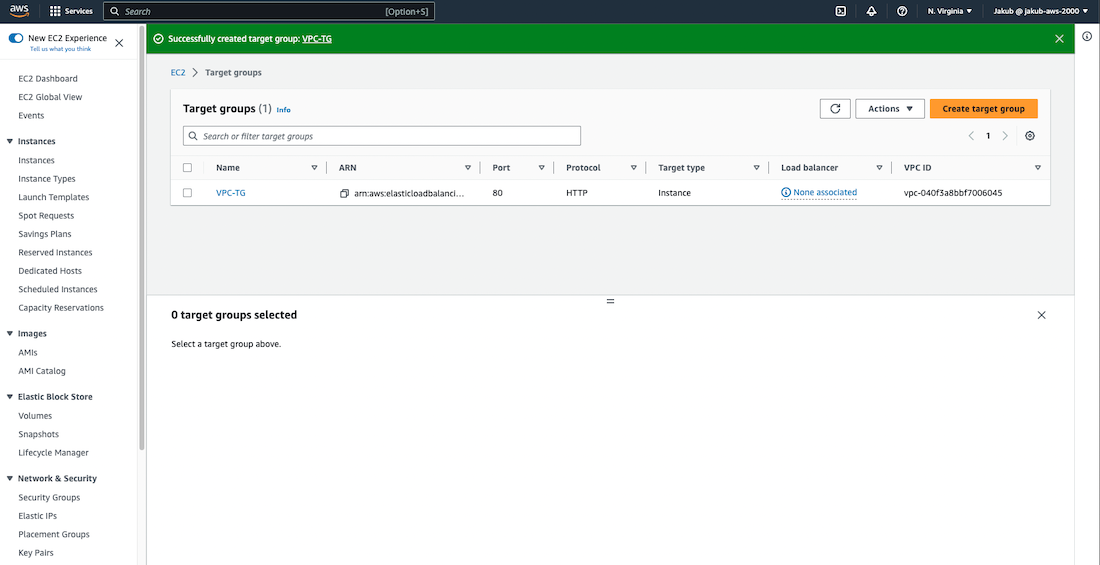 aws Services Search [Option+S] N. Virginia Jakub @ jakub-aws-2000
New EC2 Experience
Tell us what you think
EC2 Dashboard
EC2 Global View
Events
Instances
Instances
Instance Types
Launch Templates
Spot Requests
Savings Plans
Reserved Instances
Dedicated Hosts
Scheduled Instances
Capacity Reservations
Images
AMIs
AMI Catalog
Elastic Block Store
Volumes
Snapshots
Lifecycle Manager
Network & Security
Security Groups
Elastic IPs
Placement Groups
Key Pairs
Successfully created target group: VPC-TG
EC2 Target groups
Target groups (1) Info
Actions Create target group
Search or filter target groups
1
Name ARN Port Protocol Target type Load balancer VPC ID
VPC-TG arn:aws:elasticloadbalanci... 80 HTTP Instance None associated vpc-040f3a8bbf7006045
0 target groups selected
Select a target group above.